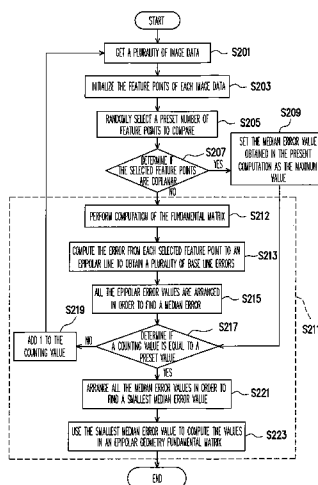 START
GET A PLURALITY OF IMAGE DATA
S201
INITIALIZE THE FEATURE POINTS OF EACH IMAGE DATA
S203
RANDOMLY SELECT A PRESET NUMBER OF
FEATURE POINTS TO COMPARE
S205
DETERMINE IF
THE SELECTED FEATURE POINTS
ARE COPLANAR
S207
YES
NO
S209
SET THE MEDIAN ERROR VALUE
OBTAINED IN THE PRESENT
COMPUTATION AS THE MAXIMUM
VALUE
PERFORM COMPUTATION OF THE FUNDAMENTAL MATRIX
S212
COMPUTE THE ERROR FROM EACH SELECTED FEATURE POINT TO AN
EPIPOLAR LINE TO OBTAIN A PLURALITY OF BASE LINE ERRORS
S213
ALL THE EPIPOLAR ERROR VALUES ARE ARRANGED
IN ORDER TO FIND A MEDIAN ERROR
S215
S211
DETERMINE IF
A COUNTING VALUE IS EQUAL TO A
PRESET VALUE
S217
NO
S219
ADD 1 TO THE
COUNTING VALUE
YES
ARRANGE ALL THE MEDIAN ERROR VALUES IN ORDER TO
FIND A SMALLEST MEDIAN ERROR VALUE
S221
USE THE SMALLEST MEDIAN ERROR VALUE TO COMPUTE THE VALUES
IN AN EPIPOLAR GEOMETRY FUNDAMENTAL MATRIX
S223
END